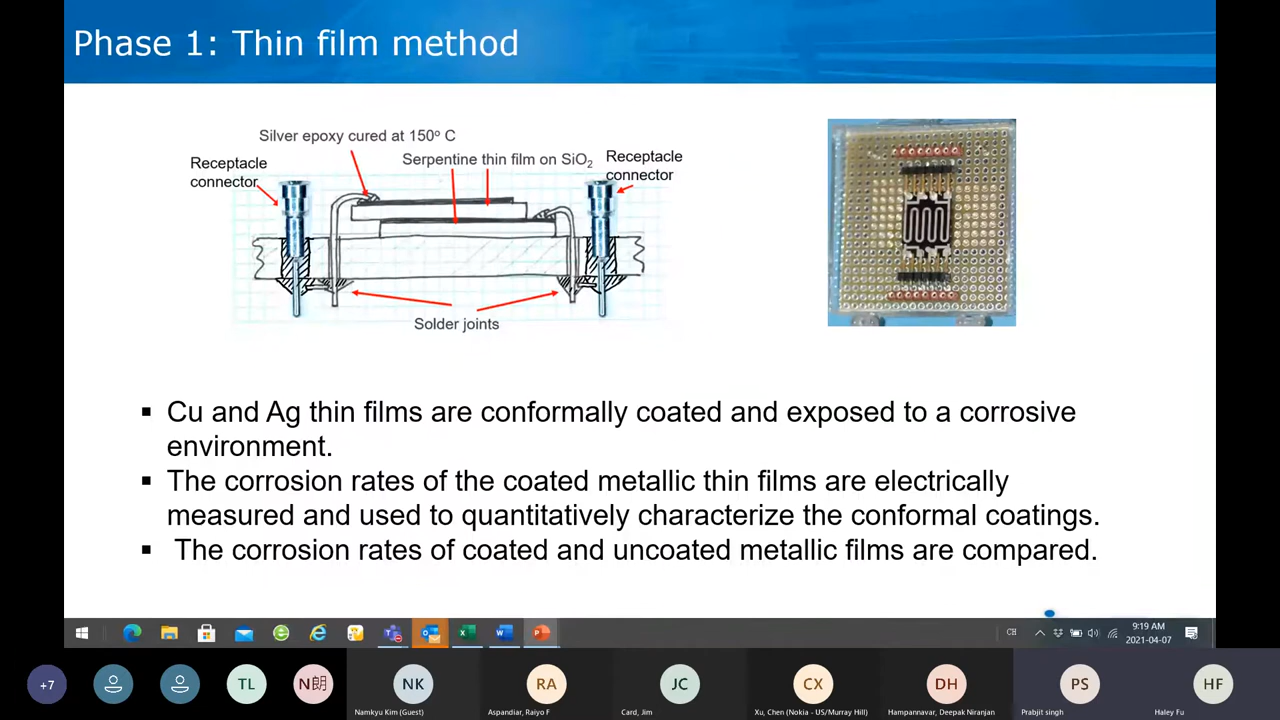 Phase 1: Thin film method
Silver epoxy cured at 150º C
Receptacle
connector
Serpentine thin film on SiO₂
Receptacle
connector
Solder joints
▪ Cu and Ag thin films are conformally coated and exposed to a corrosive
environment.
▪ The corrosion rates of the coated metallic thin films are electrically
measured and used to quantitatively characterize the conformal coatings.
▪ The corrosion rates of coated and uncoated metallic films are compared.
CH
9:19 AM
2021-04-07
+7
TL
N朗
NK
RA
JC
CX
DH
PS
HF
Namkyu Kim (Guest)
Aspandiar, Raiyo F
Card, Jim
Xu, Chen (Nokia - US/Murray Hill)
Hampannavar, Deepak Niranjan
Prabjit singh
Haley Fu